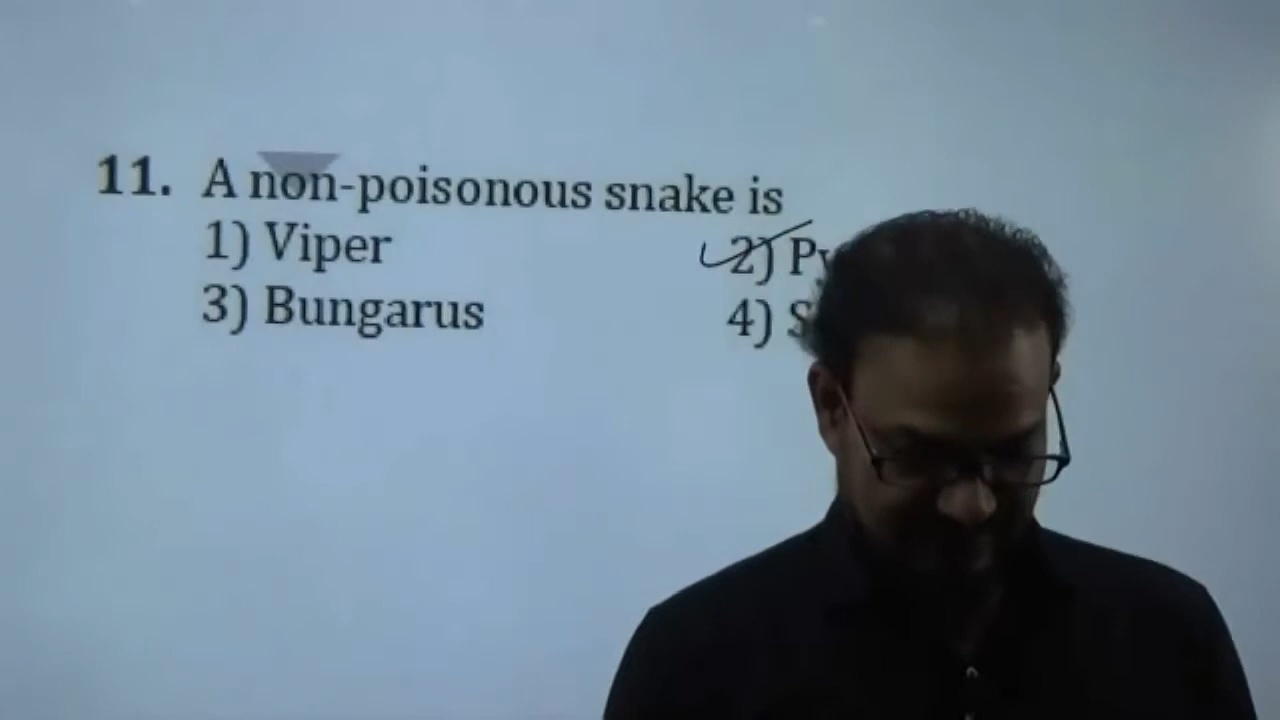 11. A non-poisonous snake is
1) Viper 2)
3) Bungarus 4)